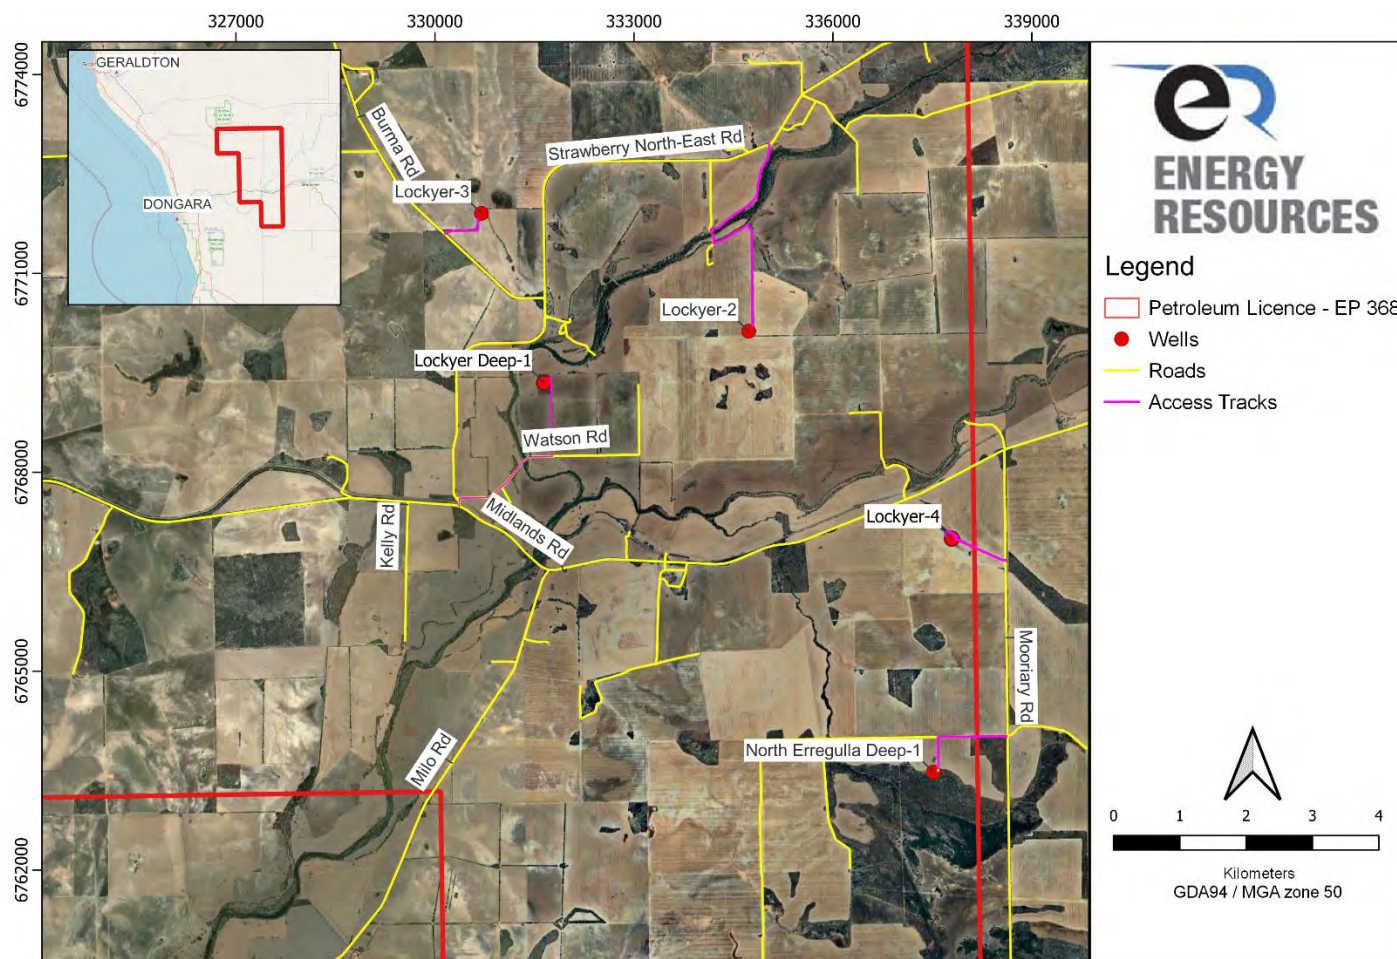 327000
330000
333000
336000
339000
6774000
6771000
6768000
6765000
6762000
GERALDTON
DONGARA
Burma Rd
Lockyer-3
Strawberry North-East Rd
Lockyer-2
Lockyer Deep-1
Watson Rd
Midlands Rd
Kelly Rd
Lockyer-4
Mooriary Rd
North Erregulla Deep-1
Milo Rd
eR
ENERGY
RESOURCES
Legend
Petroleum Licence - EP 368
Wells
Roads
Access Tracks
0 1 2 3 4
Kilometers
GDA94 / MGA zone 50